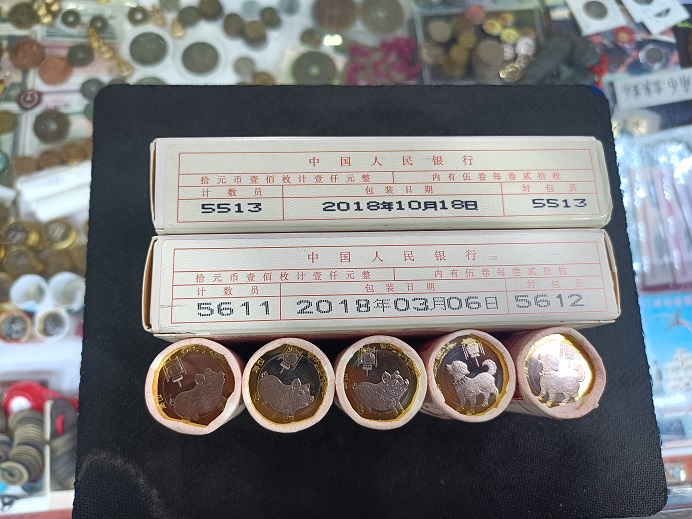 中国人民银行
拾元币壹佰枚计壹仟元整 内有伍卷每卷贰拾枚
计数员 包装日期 封包员
5513 2018年10月18日 5513
中国人民银行
拾元币壹佰枚计壹仟元整 内有伍卷每卷贰拾枚
计数员 包装日期 封包员
5611 2018年03月06日 5612